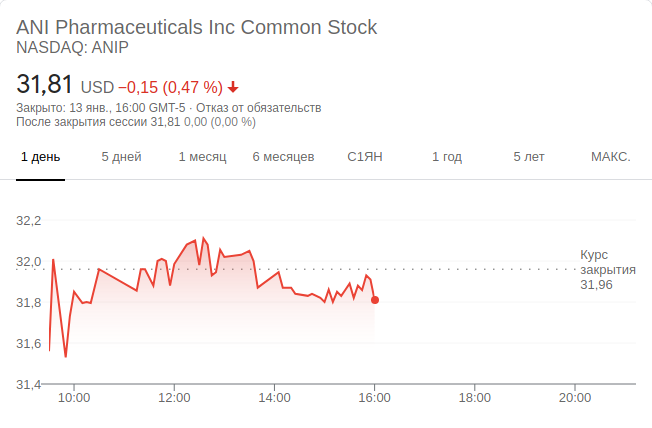 ANI Pharmaceuticals Inc Common Stock
NASDAQ: ANIP
31,81 USD −0,15 (0,47 %)
Закрыто: 13 янв., 16:00 GMT-5 · Отказ от обязательств
После закрытия сессии 31,81 0,00 (0,00 %)
1 день 5 дней 1 месяц 6 месяцев С1ЯН 1 год 5 лет МАКС.
32,2
32,0
31,8
31,6
31,4
Курс
закрытия
31,96
10:00 12:00 14:00 16:00 18:00 20:00